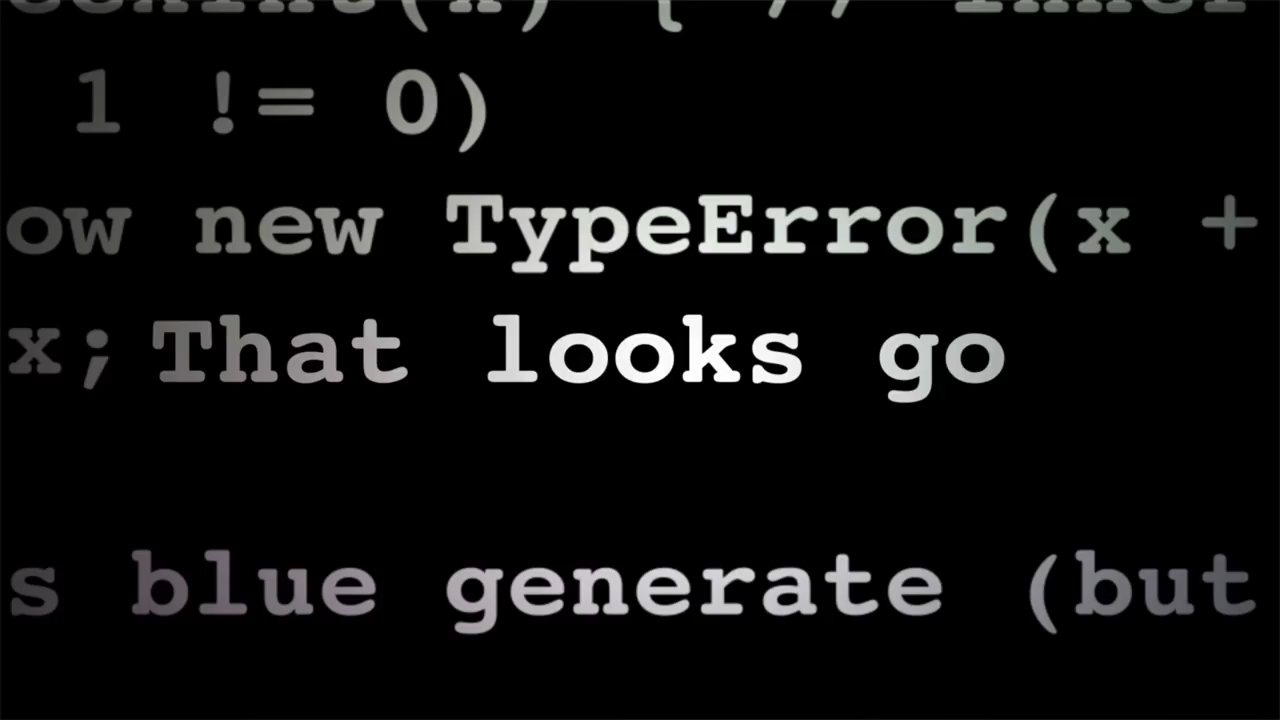 1 != 0)
ow new TypeError(x +
x; That looks go
s blue generate (but